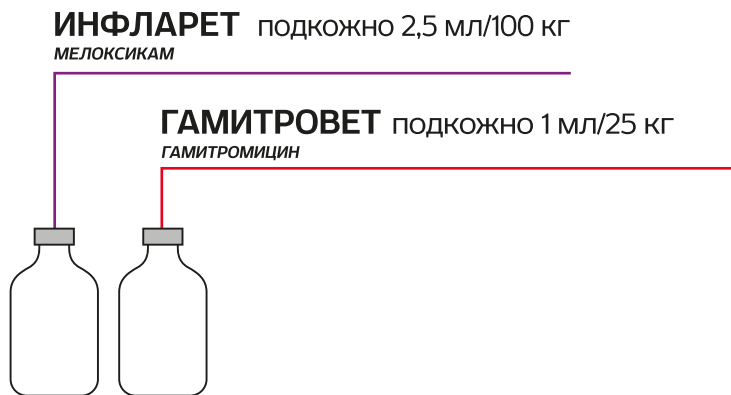 ИНФЛАРЕТ подкожно 2,5 мл/100 кг
МЕЛОКСИКАМ
ГАМИТРОВЕТ подкожно 1 мл/25 кг
ГАМИТРОМИЦИН